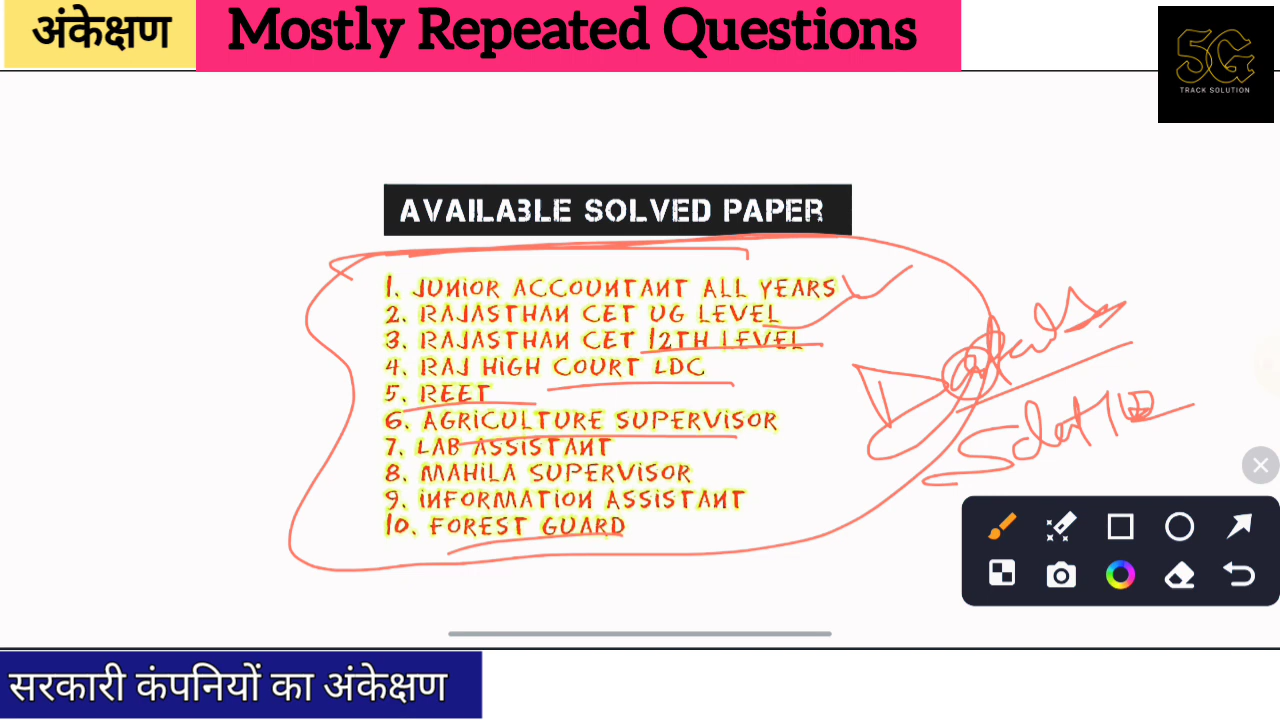 अंकेक्षण
Mostly Repeated Questions
5G
TRACK SOLUTION
AVAILABLE SOLVED PAPER
1. JUNIOR ACCOUNTANT ALL YEARS
2. RAJASTHAN CET UG LEVEL
3. RAJASTHAN CET 12TH LEVEL
4. RAJ HIGH COURT LDC
5. REET
6. AGRICULTURE SUPERVISOR
7. LAB ASSISTANT
8. MAHILA SUPERVISOR
9. INFORMATION ASSISTANT
10. FOREST GUARD
सरकारी कंपनियों का अंकेक्षण